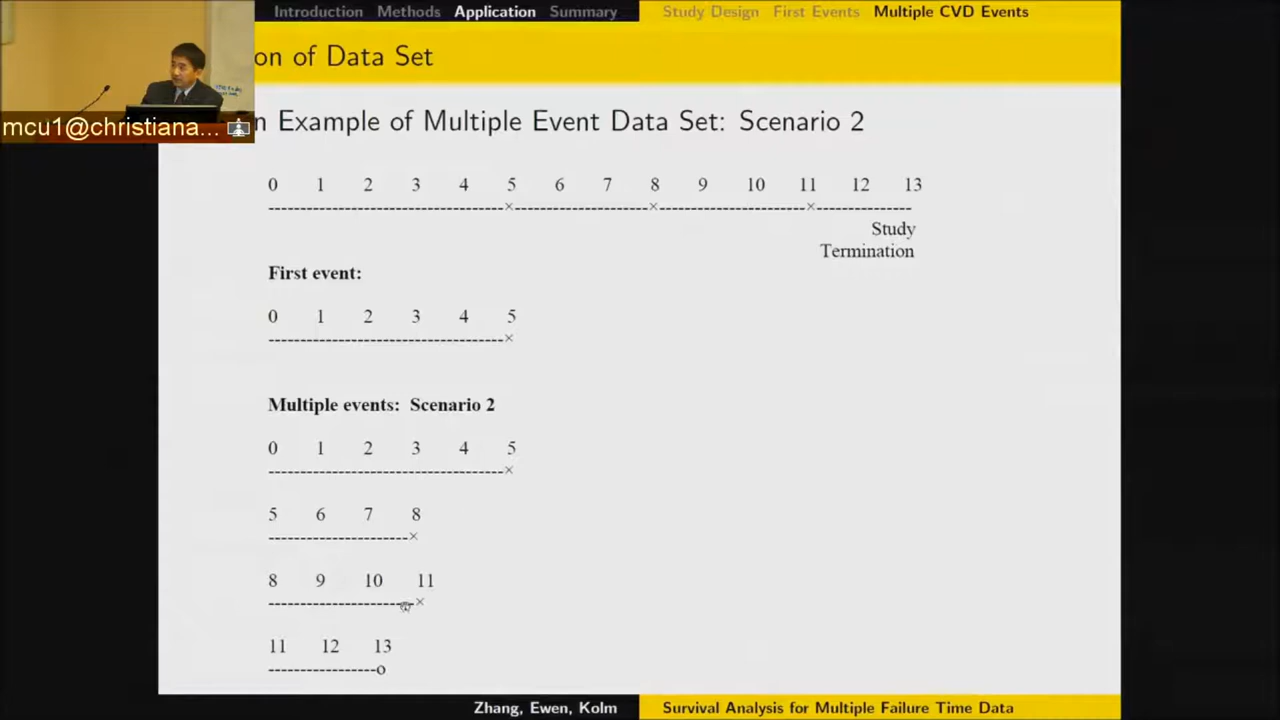 Introduction Methods Application Summary Study Design First Events Multiple CVD Events
on of Data Set
mcu1@christiana...
n Example of Multiple Event Data Set: Scenario 2
0 1 2 3 4 5 6 7 8 9 10 11 12 13
------------------------------------×--------------------×----------------------×---------------
Study
Termination
First event:
0 1 2 3 4 5
------------------------------------×
Multiple events: Scenario 2
0 1 2 3 4 5
------------------------------------×
5 6 7 8
---------------------×
8 9 10 11
----------------------×
11 12 13
----------------o
Zhang, Ewen, Kolm Survival Analysis for Multiple Failure Time Data